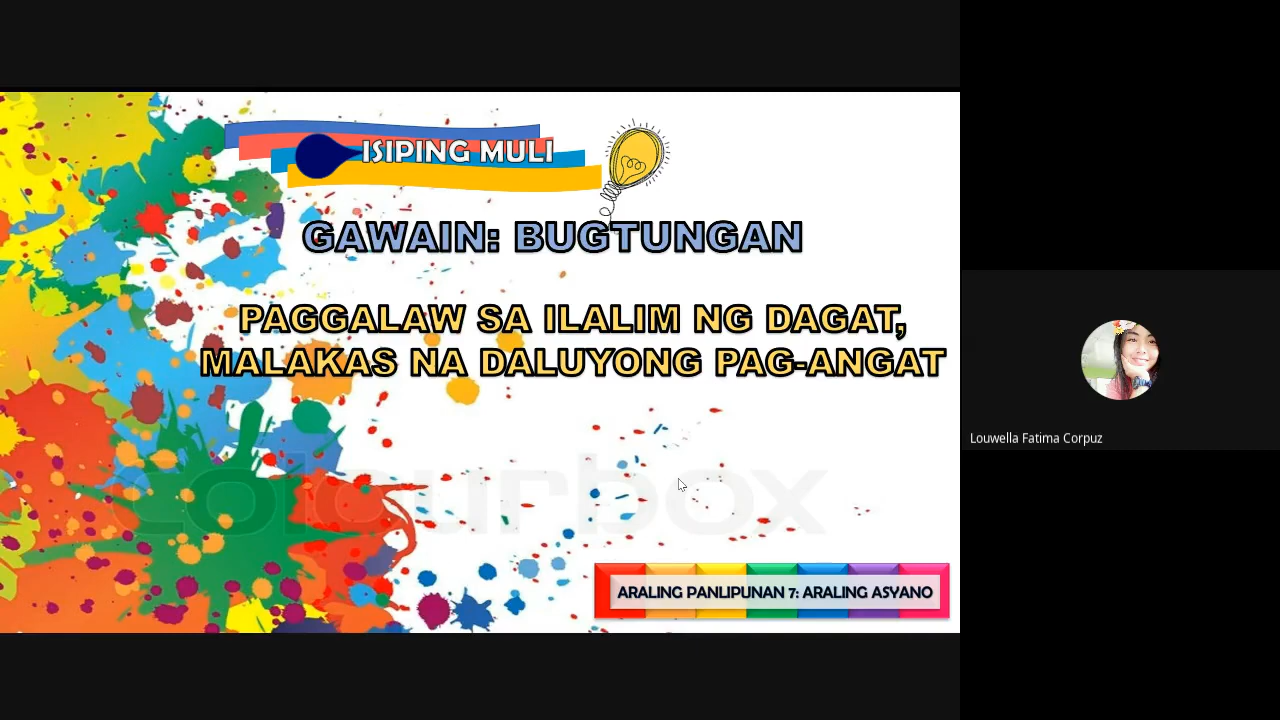 ISIPING MULI
GAWAIN: BUGTUNGAN
PAGGALAW SA ILALIM NG DAGAT,
MALAKAS NA DALUYONG PAG-ANGAT
colourbox
ARALING PANLIPUNAN 7: ARALING ASYANO
Louwella Fatima Corpuz